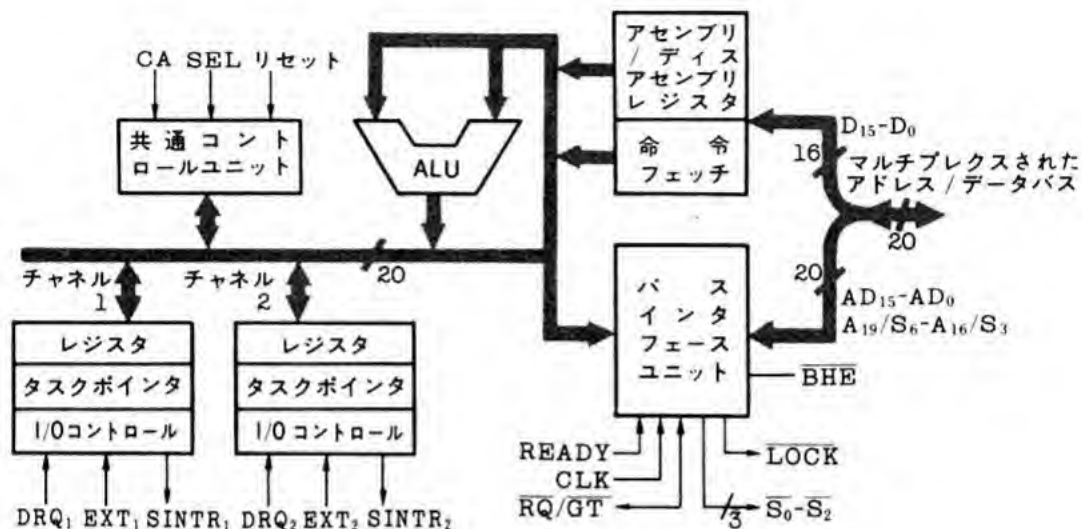 CA SEL リセット
共通コント
ロールユニット
ALU
アセンブリ
/ディス
アセンブリ
レジスタ
命令
フェッチ
D₁₅-D₀
16
マルチプレクスされた
アドレス/データバス
20
20
AD₁₅-AD₀
A₁₉/S₆-A₁₆/S₃
チャネル
1
チャネル
2
20
レジスタ
タスクポインタ
I/Oコントロール
レジスタ
タスクポインタ
I/Oコントロール
バス
インタ
フェース
ユニット
B̅H̅E̅
READY
CLK
R̅Q̅/G̅T̅
L̅O̅C̅K̅
3
S̅₀-S̅₂
DRQ₁ EXT₁ SINTR₁ DRQ₂ EXT₂ SINTR₂